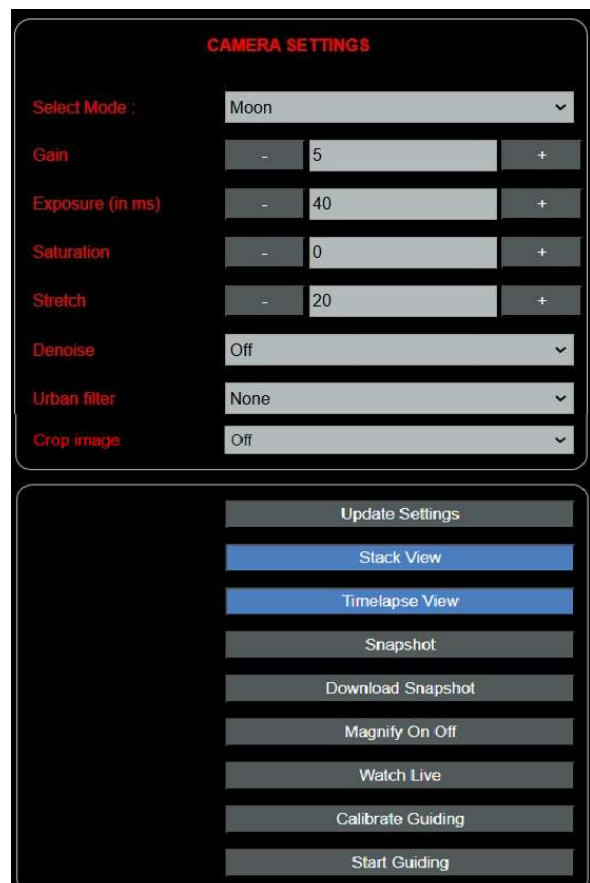 CAMERA SETTINGS
Select Mode : Moon
Gain - 5 +
Exposure (in ms) - 40 +
Saturation - 0 +
Stretch - 20 +
Denoise Off
Urban filter None
Crop image Off
Update Settings
Stack View
Timelapse View
Snapshot
Download Snapshot
Magnify On Off
Watch Live
Calibrate Guiding
Start Guiding